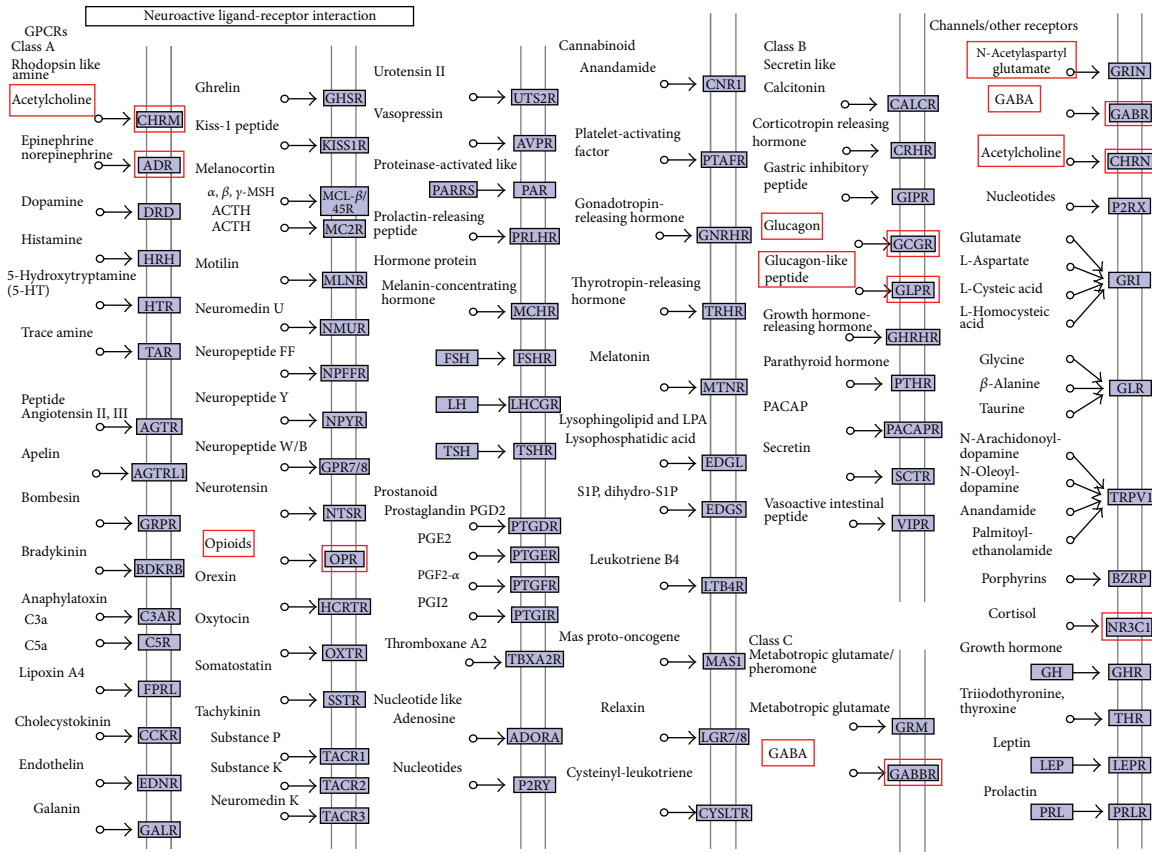 Neuroactive ligand-receptor interaction
GPCRs
Class A
Rhodopsin like
amine
Acetylcholine
CHRM
Epinephrine
norepinephrine
ADR
Dopamine
DRD
Histamine
HRH
5-Hydroxytryptamine
(5-HT)
HTR
Trace amine
TAR
Peptide
Angiotensin II, III
AGTR
Apelin
AGTRL1
Bombesin
GRPR
Bradykinin
BDKRB
Anaphylatoxin
C3a
C3AR
C5a
C5R
Lipoxin A4
FPRL
Cholecystokinin
CCKR
Endothelin
EDNR
Galanin
GALR
Ghrelin
GHSR
Kiss-1 peptide
KISS1R
Melanocortin
α, β, γ-MSH
ACTH
MCL-β/
45R
ACTH
MC2R
Motilin
MLNR
Neuromedin U
NMUR
Neuropeptide FF
NPFFR
Neuropeptide Y
NPYR
Neuropeptide W/B
GPR7/8
Neurotensin
NTSR
Opioids
OPR
Orexin
HCRTR
Oxytocin
OXTR
Somatostatin
SSTR
Tachykinin
Substance P
TACR1
Substance K
TACR2
Neuromedin K
TACR3
Urotensin II
UTS2R
Vasopressin
AVPR
Proteinase-activated like
PARRS
PAR
Prolactin-releasing
peptide
PRLHR
Hormone protein
Melanin-concentrating
hormone
MCHR
FSH
FSHR
LH
LHCGR
TSH
TSHR
Prostanoid
Prostaglandin PGD2
PTGDR
PGE2
PTGER
PGF2-α
PTGFR
PGI2
PTGIR
Thromboxane A2
TBXA2R
Nucleotide like
Adenosine
ADORA
Nucleotides
P2RY
Cannabinoid
Anandamide
CNR1
Platelet-activating
factor
PTAFR
Gonadotropin-
releasing hormone
GNRHR
Thyrotropin-releasing
hormone
TRHR
Melatonin
MTNR
Lysophingolipid and LPA
Lysophosphatidic acid
EDGL
S1P, dihydro-S1P
EDGS
Leukotriene B4
LTB4R
Mas proto-oncogene
MAS1
Relaxin
LGR7/8
Cysteinyl-leukotriene
CYSLTR
Class B
Secretin like
Calcitonin
CALCR
Corticotropin releasing
hormone
CRHR
Gastric inhibitory
peptide
GIPR
Glucagon
GCGR
Glucagon-like
peptide
GLPR
Growth hormone-
releasing hormone
GHRHR
Parathyroid hormone
PTHR
PACAP
PACAPR
Secretin
SCTR
Vasoactive intestinal
peptide
VIPR
Class C
Metabotropic glutamate/
pheromone
Metabotropic glutamate
GRM
GABA
GABBR
Channels/other receptors
N-Acetylaspartyl
glutamate
GRIN
GABA
GABR
Acetylcholine
CHRN
Nucleotides
P2RX
Glutamate
L-Aspartate
L-Cysteic acid
L-Homocysteic
acid
GRI
Glycine
β-Alanine
Taurine
GLR
N-Arachidonoyl-
dopamine
N-Oleoyl-
dopamine
Anandamide
Palmitoyl-
ethanolamide
TRPV1
Porphyrins
BZRP
Cortisol
NR3C1
Growth hormone
GH
GHR
Triiodothyronine,
thyroxine
THR
Leptin
LEP
LEPR
Prolactin
PRL
PRLR